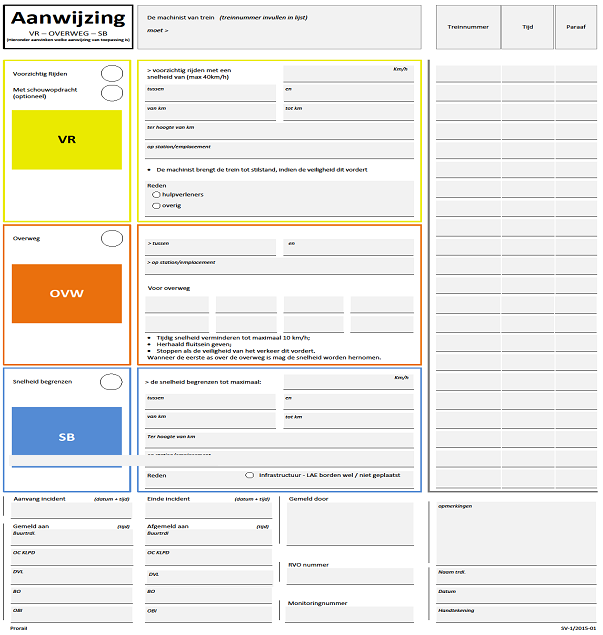 Aanwijzing
VR – OVERWEG – SB
(Hieronder aanvinken welke aanwijzing van toepassing is)
De machinist van trein (treinnummer invullen in lijst)
moet >
Treinnummer Tijd Paraaf
Voorzichtig Rijden
Met schouwopdracht
(optioneel)
VR
> voorzichtig rijden met een
snelheid van (max 40km/h)
Km/h
tussen en
van km tot km
ter hoogte van km
op station/emplacement
• De machinist brengt de trein tot stilstand, indien de veiligheid dit vordert
Reden
hulpverleners
overig
Overweg
OVW
> tussen en
> op station/emplacement
Voor overweg
• Tijdig snelheid verminderen tot maximaal 10 km/h;
• Herhaald fluitsein geven;
• Stoppen als de veiligheid van het verkeer dit vordert.
Wanneer de eerste as over de overweg is mag de snelheid worden hernomen.
Snelheid begrenzen
SB
> de snelheid begrenzen tot maximaal:
Km/h
tussen en
van km tot km
Ter hoogte van km
op station/emplacement
Reden Infrastructuur - LAE borden wel / niet geplaatst
Aanvang incident (datum + tijd)
Gemeld aan (tijd)
Buurtrdl.
OC KLPD
DVL
BO
OBI
Einde incident (datum + tijd)
Afgemeld aan (tijd)
Buurtrdl.
OC KLPD
DVL
BO
OBI
Gemeld door
RVO nummer
Monitoringnummer
opmerkingen
Naam trdl.
Datum
Handtekening
Prorail
SV-1/2015-01